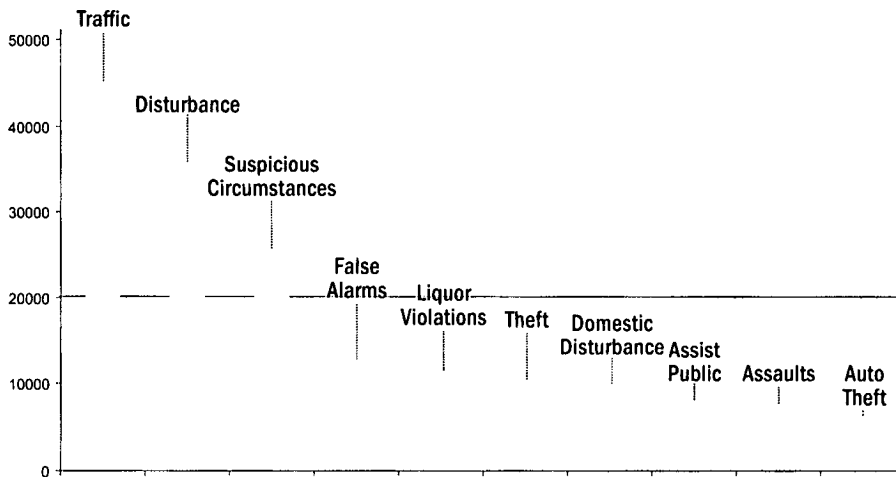 Traffic
50000
Disturbance
40000
Suspicious
Circumstances
30000
False
Alarms
20000
Liquor
Violations
Theft
Domestic
Disturbance
Assist
Public
Assaults
Auto
Theft
10000
0